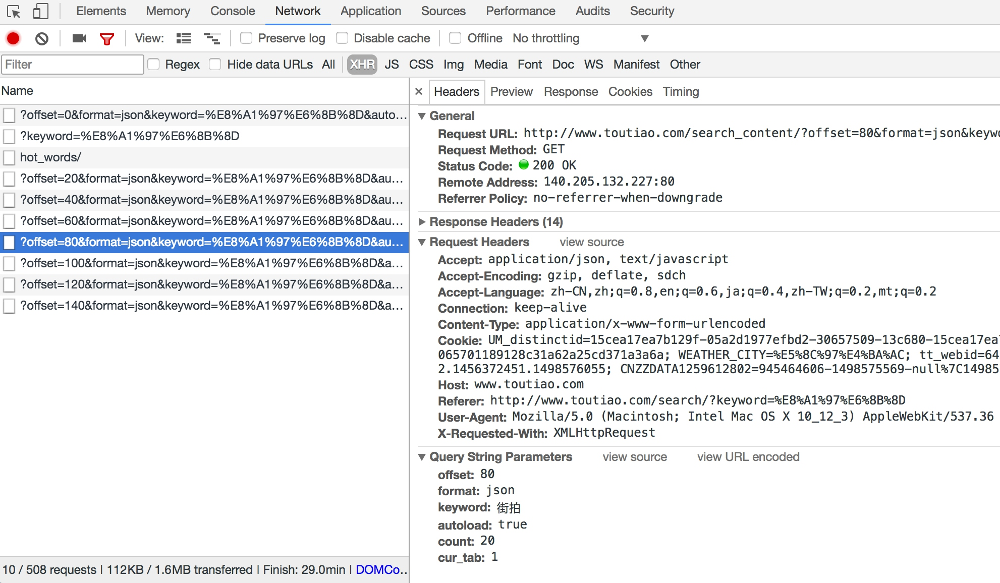 Elements Memory Console Network Application Sources Performance Audits Security
View: Preserve log Disable cache Offline No throttling
Filter Regex Hide data URLs All XHR JS CSS Img Media Font Doc WS Manifest Other
Name
?offset=0&format=json&keyword=%E8%A1%97%E6%8B%8D&auto...
?keyword=%E8%A1%97%E6%8B%8D
hot_words/
?offset=20&format=json&keyword=%E8%A1%97%E6%8B%8D&au...
?offset=40&format=json&keyword=%E8%A1%97%E6%8B%8D&au...
?offset=60&format=json&keyword=%E8%A1%97%E6%8B%8D&au...
?offset=80&format=json&keyword=%E8%A1%97%E6%8B%8D&au...
?offset=100&format=json&keyword=%E8%A1%97%E6%8B%8D&a...
?offset=120&format=json&keyword=%E8%A1%97%E6%8B%8D&a...
?offset=140&format=json&keyword=%E8%A1%97%E6%8B%8D&a...
10 / 508 requests | 112KB / 1.6MB transferred | Finish: 29.0min | DOMCo...
× Headers Preview Response Cookies Timing
General
Request URL: http://www.toutiao.com/search_content/?offset=80&format=json&keywo
Request Method: GET
Status Code: 200 OK
Remote Address: 140.205.132.227:80
Referrer Policy: no-referrer-when-downgrade
Response Headers (14)
Request Headers view source
Accept: application/json, text/javascript
Accept-Encoding: gzip, deflate, sdch
Accept-Language: zh-CN,zh;q=0.8,en;q=0.6,ja;q=0.4,zh-TW;q=0.2,mt;q=0.2
Connection: keep-alive
Content-Type: application/x-www-form-urlencoded
Cookie: UM_distinctid=15cea17ea7b129f-05a2d1977efbd2-30657509-13c680-15cea17ea7
065701189128c31a62a25cd371a3a6a; WEATHER_CITY=%E5%8C%97%E4%BA%AC; tt_webid=64
2.1456372451.1498576055; CNZZDATA1259612802=945464606-1498575569-null%7C14985
Host: www.toutiao.com
Referer: http://www.toutiao.com/search/?keyword=%E8%A1%97%E6%8B%8D
User-Agent: Mozilla/5.0 (Macintosh; Intel Mac OS X 10_12_3) AppleWebKit/537.36
X-Requested-With: XMLHttpRequest
Query String Parameters view source view URL encoded
offset: 80
format: json
keyword: 街拍
autoload: true
count: 20
cur_tab: 1